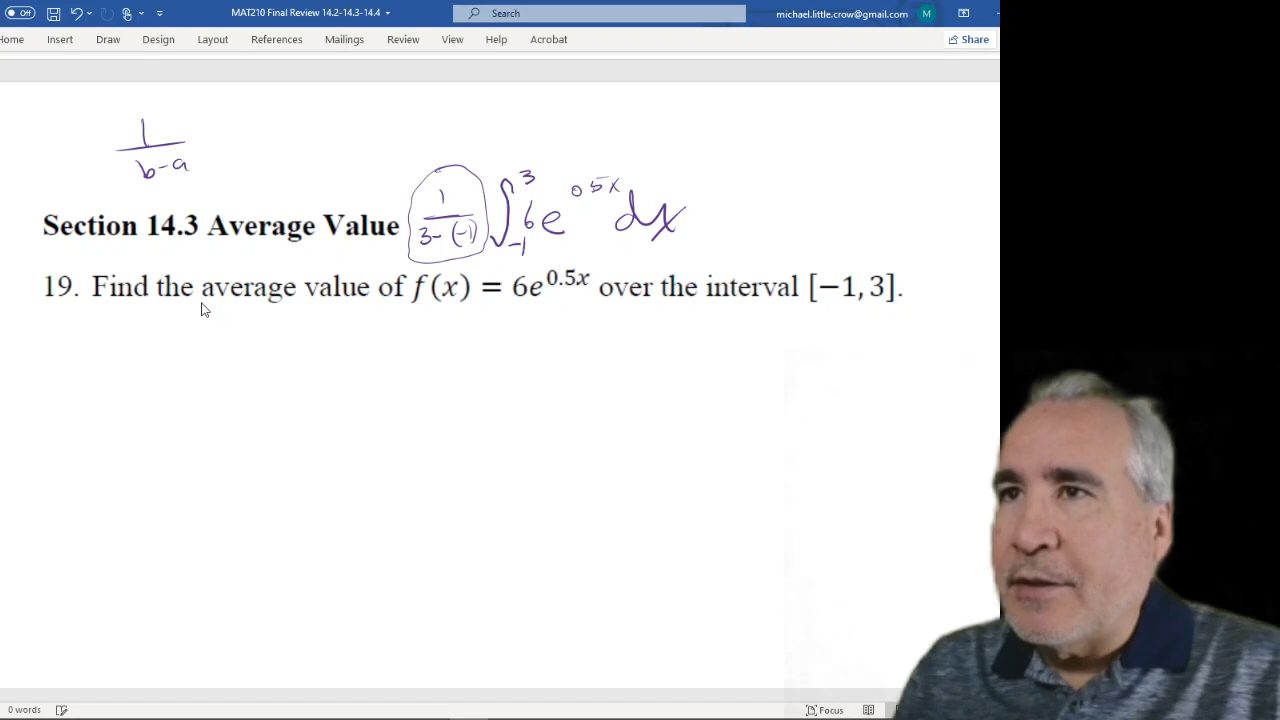 Off
MAT210 Final Review 14.2-14.3-14.4
Search
michael.little.crow@gmail.com
M
Home Insert Draw Design Layout References Mailings Review View Help Acrobat
Share
1
b-a
Section 14.3 Average Value
1
3-(-1)
∫ 3 -1 6e^0.5x dx
19. Find the average value of f(x) = 6e^0.5x over the interval [−1, 3].
0 words
Focus